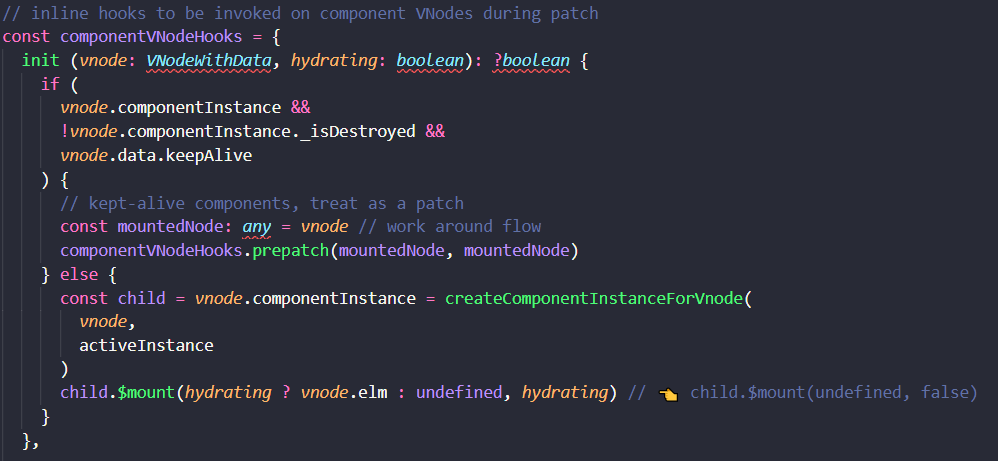 // inline hooks to be invoked on component VNodes during patch
const componentVNodeHooks = {
  init (vnode: VNodeWithData, hydrating: boolean): ?boolean {
    if (
      vnode.componentInstance &&
      !vnode.componentInstance._isDestroyed &&
      vnode.data.keepAlive
    ) {
      // kept-alive components, treat as a patch
      const mountedNode: any = vnode // work around flow
      componentVNodeHooks.prepatch(mountedNode, mountedNode)
    } else {
      const child = vnode.componentInstance = createComponentInstanceForVnode(
        vnode,
        activeInstance
      )
      child.$mount(hydrating ? vnode.elm : undefined, hydrating) // 👈 child.$mount(undefined, false)
    }
  },